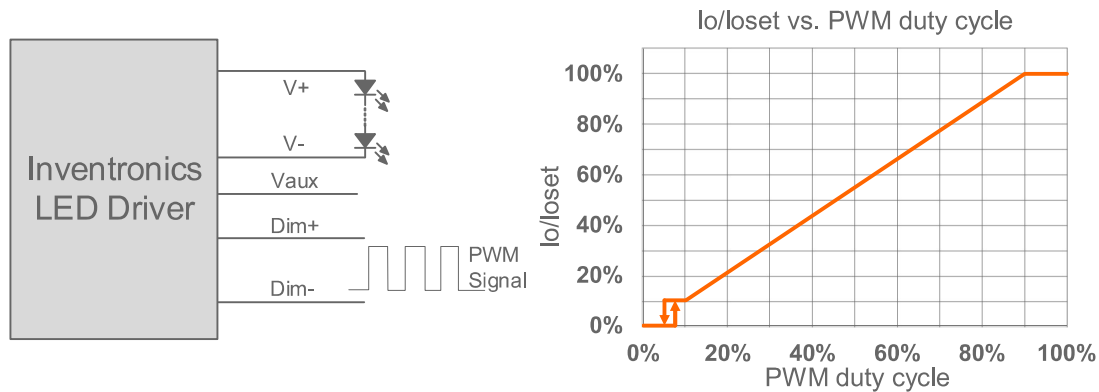 Inventronics
LED Driver
V+
V-
Vaux
Dim+
Dim-
PWM
Signal
Io/Ioset vs. PWM duty cycle
Io/Ioset
100%
80%
60%
40%
20%
0%
0% 20% 40% 60% 80% 100%
PWM duty cycle